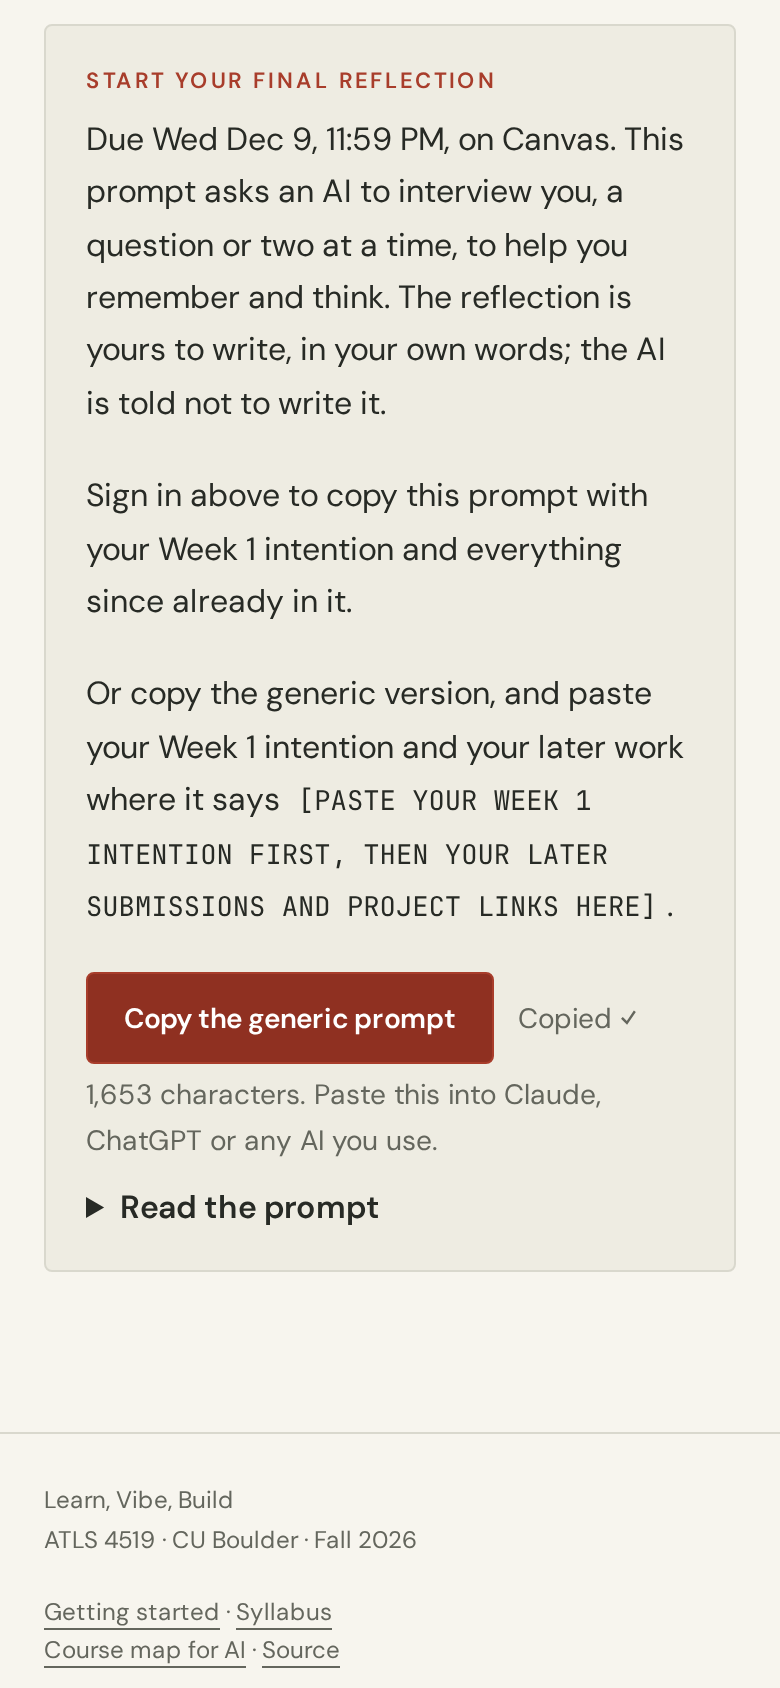 START YOUR FINAL REFLECTION
Due Wed Dec 9, 11:59 PM, on Canvas. This
prompt asks an AI to interview you, a
question or two at a time, to help you
remember and think. The reflection is
yours to write, in your own words; the AI
is told not to write it.
Sign in above to copy this prompt with
your Week 1 intention and everything
since already in it.
Or copy the generic version, and paste
your Week 1 intention and your later work
where it says [PASTE YOUR WEEK 1
INTENTION FIRST, THEN YOUR LATER
SUBMISSIONS AND PROJECT LINKS HERE].
Copy the generic prompt Copied ✓
1,653 characters. Paste this into Claude,
ChatGPT or any AI you use.
▶ Read the prompt
Learn, Vibe, Build
ATLS 4519 · CU Boulder · Fall 2026
Getting started · Syllabus
Course map for AI · Source